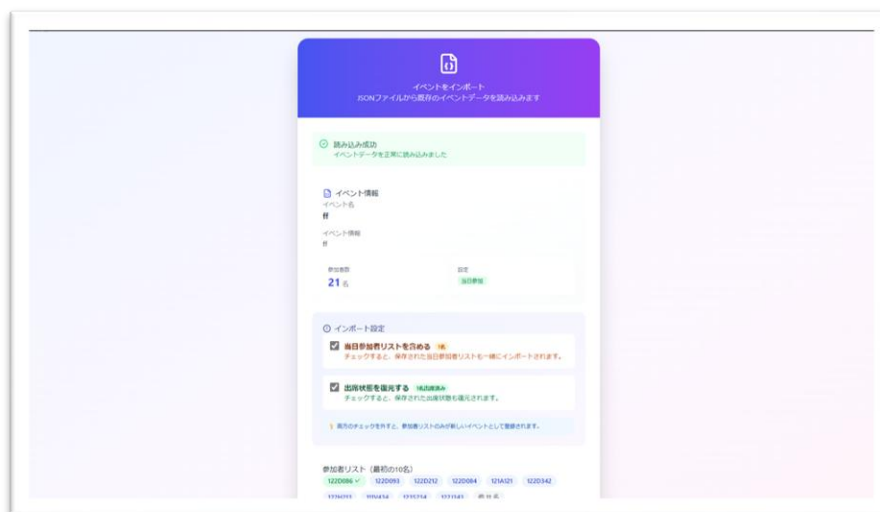 イベントをインポート
JSONファイルから既存のイベントデータを読み込みます
読み込み成功
イベントデータを正常に読み込みました
イベント情報
イベント名
ff
イベント情報
ff
参加者数 設定
21 名 当日参加
インポート設定
当日参加者リストを含める 1名
チェックすると、保存された当日参加者リストも一緒にインポートされます。
出席状態を復元する 1名出席済み
チェックすると、保存された出席状態も復元されます。
両方のチェックを外すと、参加者リストのみが新しいイベントとして登録されます。
参加者リスト（最初の10名）
122D086 ✓ 122D093 122D212 122D084 121A321 122D342